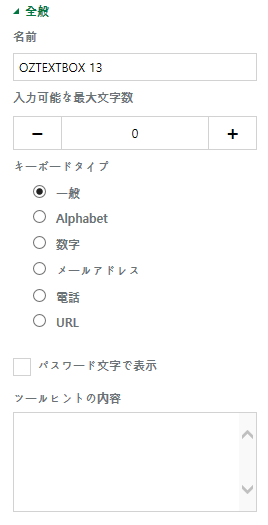 全般
名前
OZTEXTBOX 13
入力可能な最大文字数
− 0 +
キーボードタイプ
一般
Alphabet
数字
メールアドレス
電話
URL
パスワード文字で表示
ツールヒントの内容